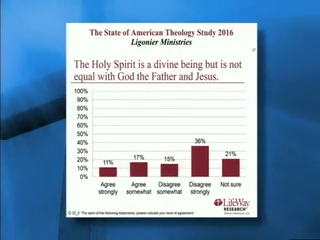 The State of American Theology Study 2016
Ligonier Ministries
The Holy Spirit is a divine being but is not
equal with God the Father and Jesus.
100%
90%
80%
70%
60%
50%
40%
30%
20%
10%
0%
11%
17%
15%
36%
21%
Agree strongly
Agree somewhat
Disagree somewhat
Disagree strongly
Not sure
LifeWay
RESEARCH